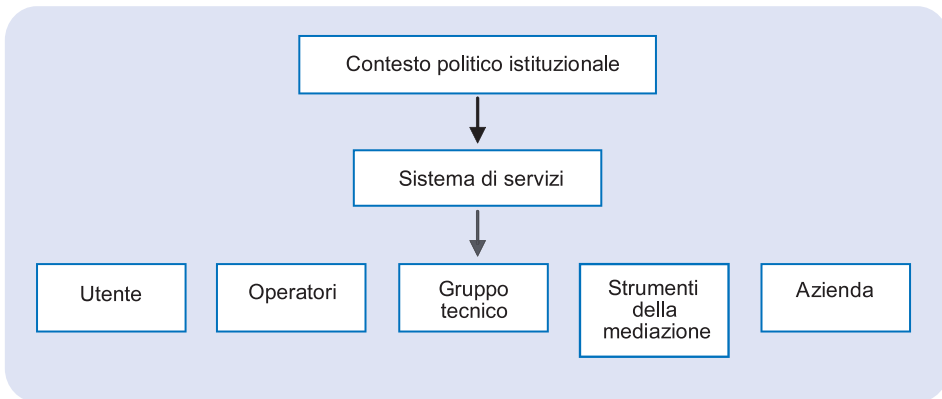 Contesto politico istituzionale
Sistema di servizi
Utente
Operatori
Gruppo
tecnico
Strumenti
della
mediazione
Azienda